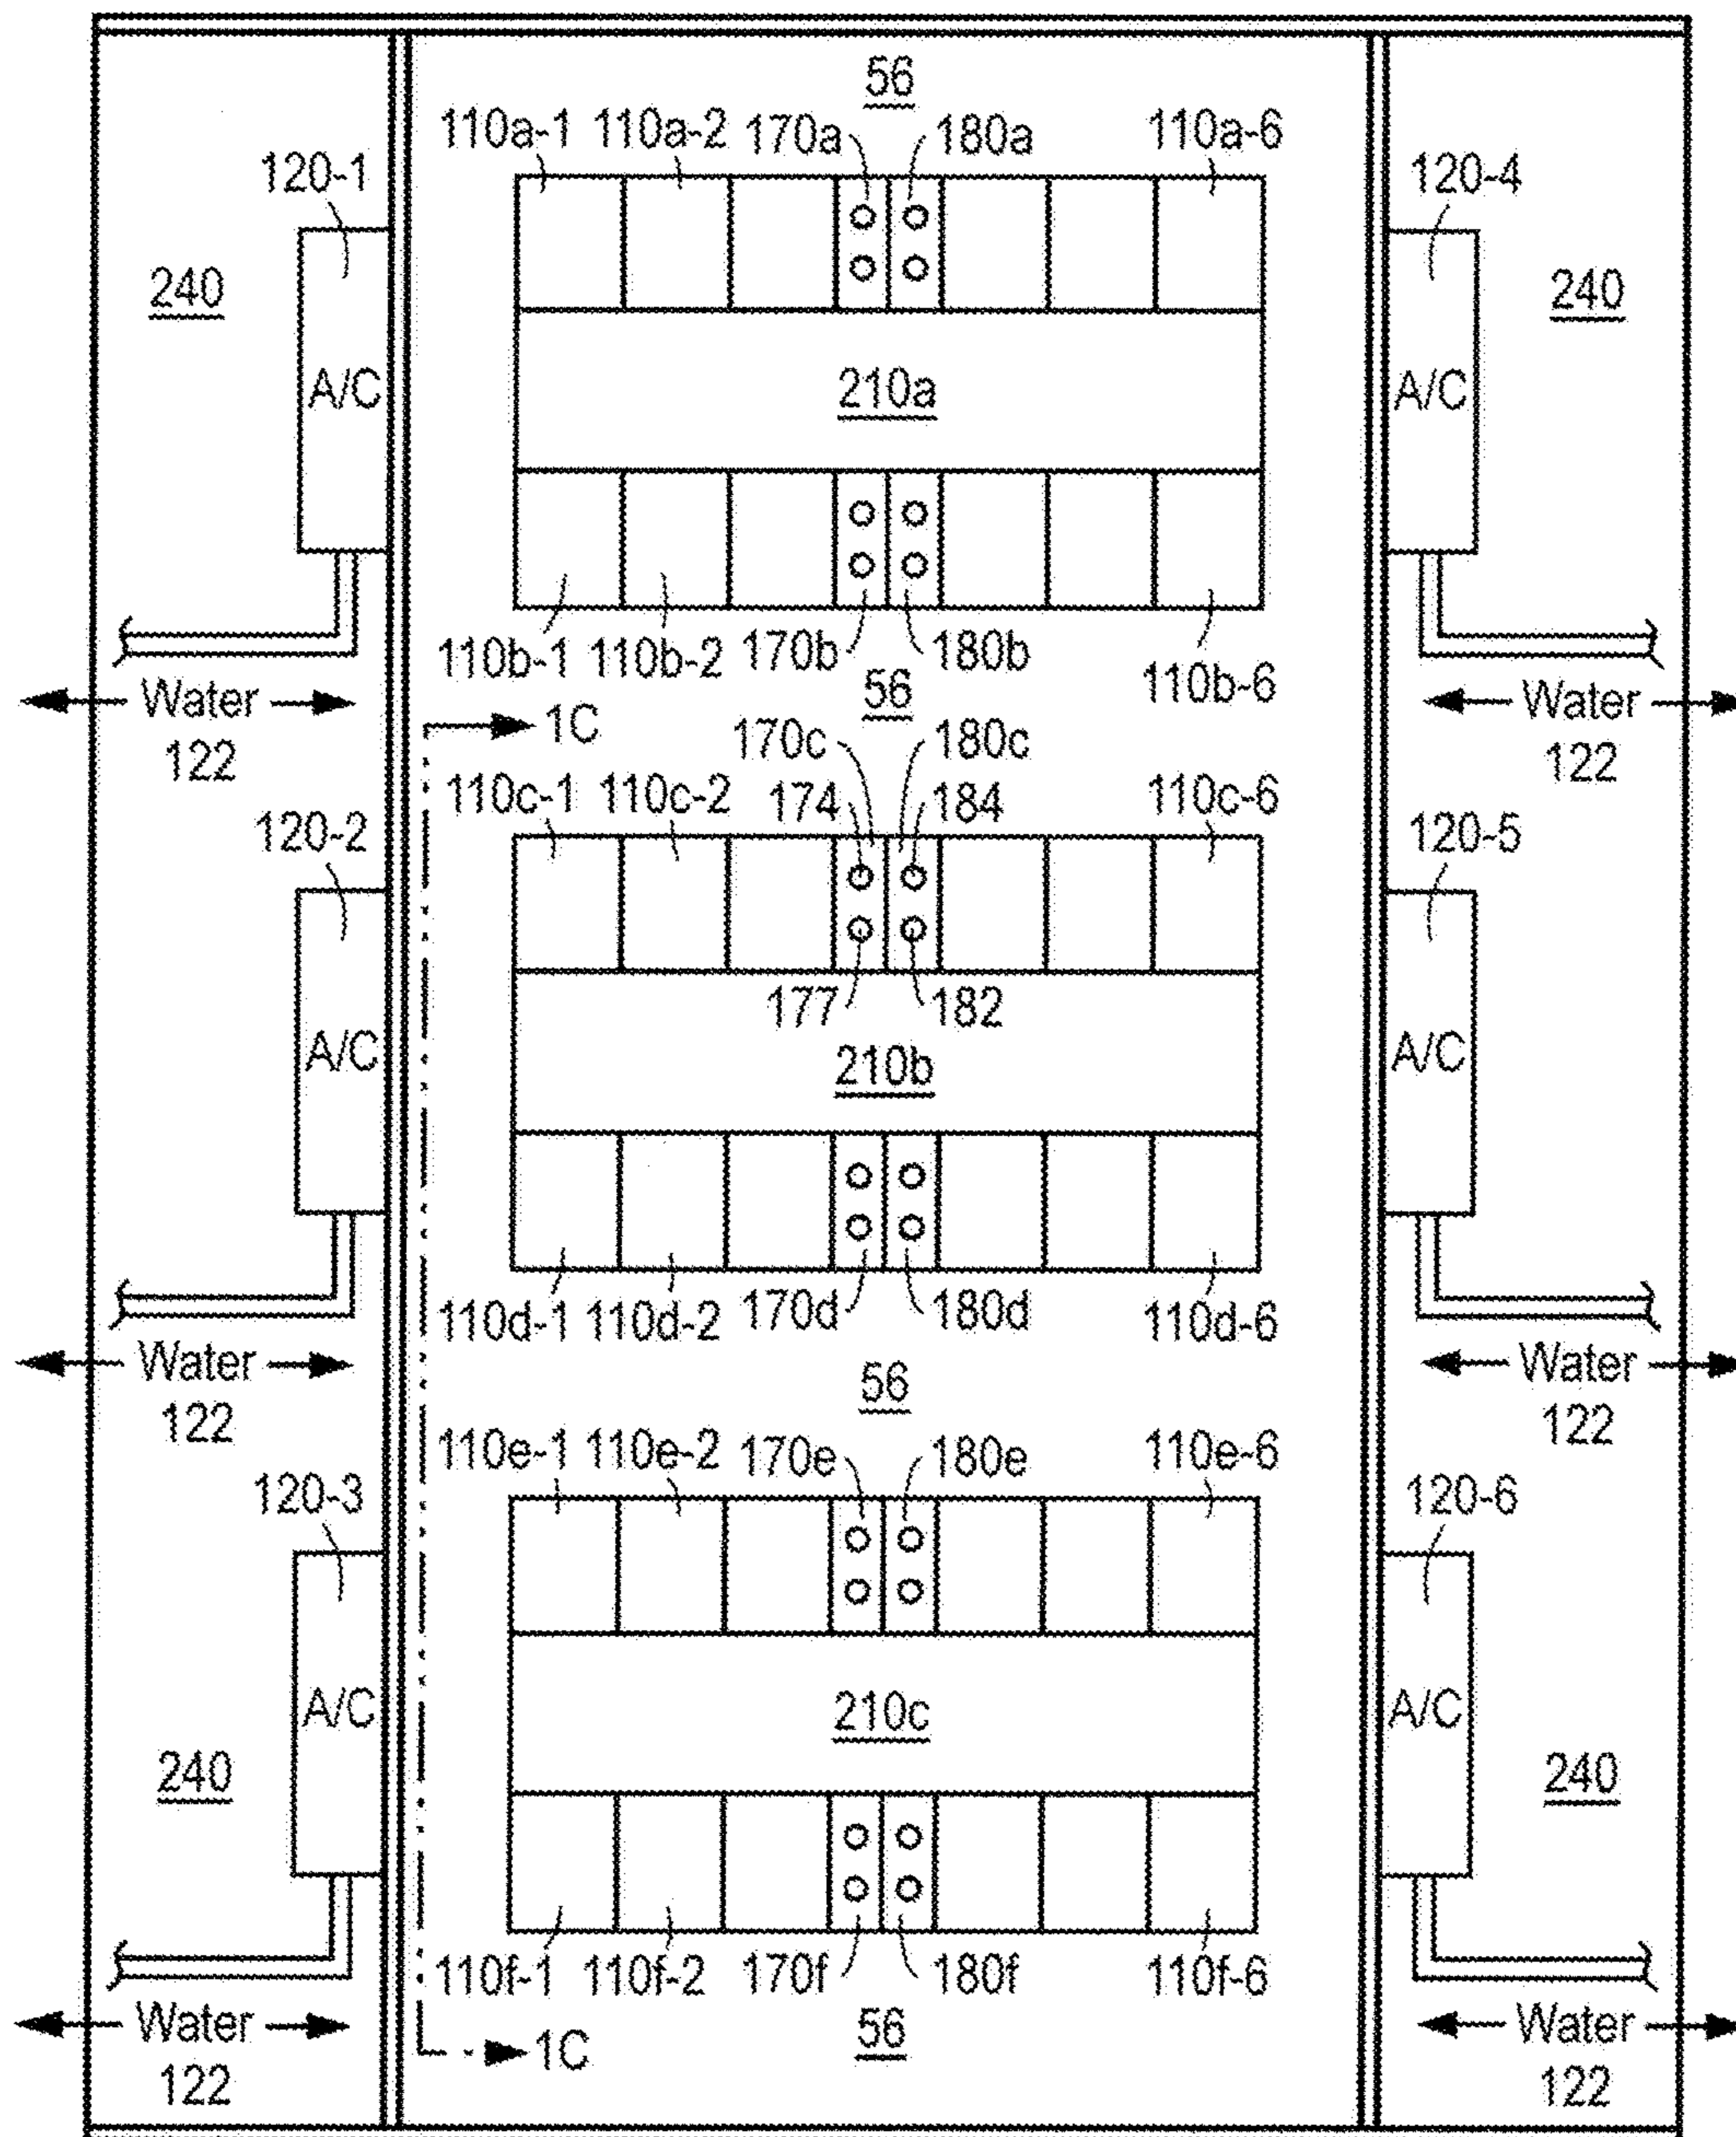 56
110a-1 110a-2 170a 180a 110a-6
120-1 120-4
240 240
A/C 210a A/C
110b-1 110b-2 170b 180b 110b-6
56
Water Water
122 122
1C
170c 180c
110c-1 110c-2 174 184 110c-6
120-2 120-5
177 182
A/C 210b A/C
110d-1 110d-2 170d 180d 110d-6
Water Water
122 122
56
110e-1 110e-2 170e 180e 110e-6
120-3 120-6
A/C 210c A/C
240 240
110f-1 110f-2 170f 180f 110f-6
Water Water
122 122
56
1C